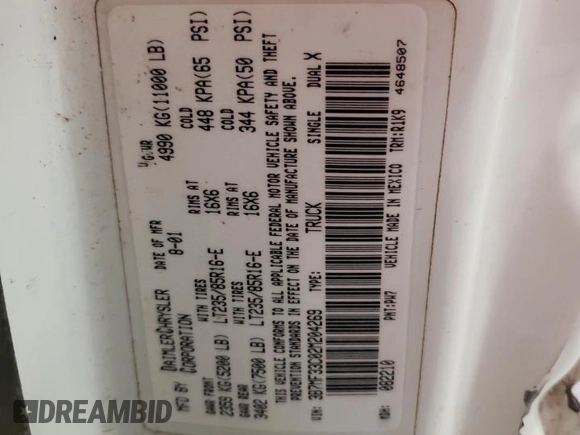 MFD BY DAIMLERCHRYSLER CORPORATION
DATE OF MFR 8-01
GVWR 4990 KG(11000 LB)
GAWR FRONT WITH TIRES RIMS AT COLD
2359 KG(5200 LB) LT235/85R16-E 16X6 448 KPA(65 PSI)
GAWR REAR WITH TIRES RIMS AT COLD
3402 KG(7500 LB) LT235/85R16-E 16X6 344 KPA(50 PSI)
THIS VEHICLE CONFORMS TO ALL APPLICABLE FEDERAL MOTOR VEHICLE SAFETY AND THEFT
PREVENTION STANDARDS IN EFFECT ON THE DATE OF MANUFACTURE SHOWN ABOVE.
VIN: 3B7MF33C02M204269 TYPE: TRUCK SINGLE DUAL X
MDH: 082210 PNT:PW7 VEHICLE MADE IN MEXICO TRM:R1K9
4648507
DREAMBID